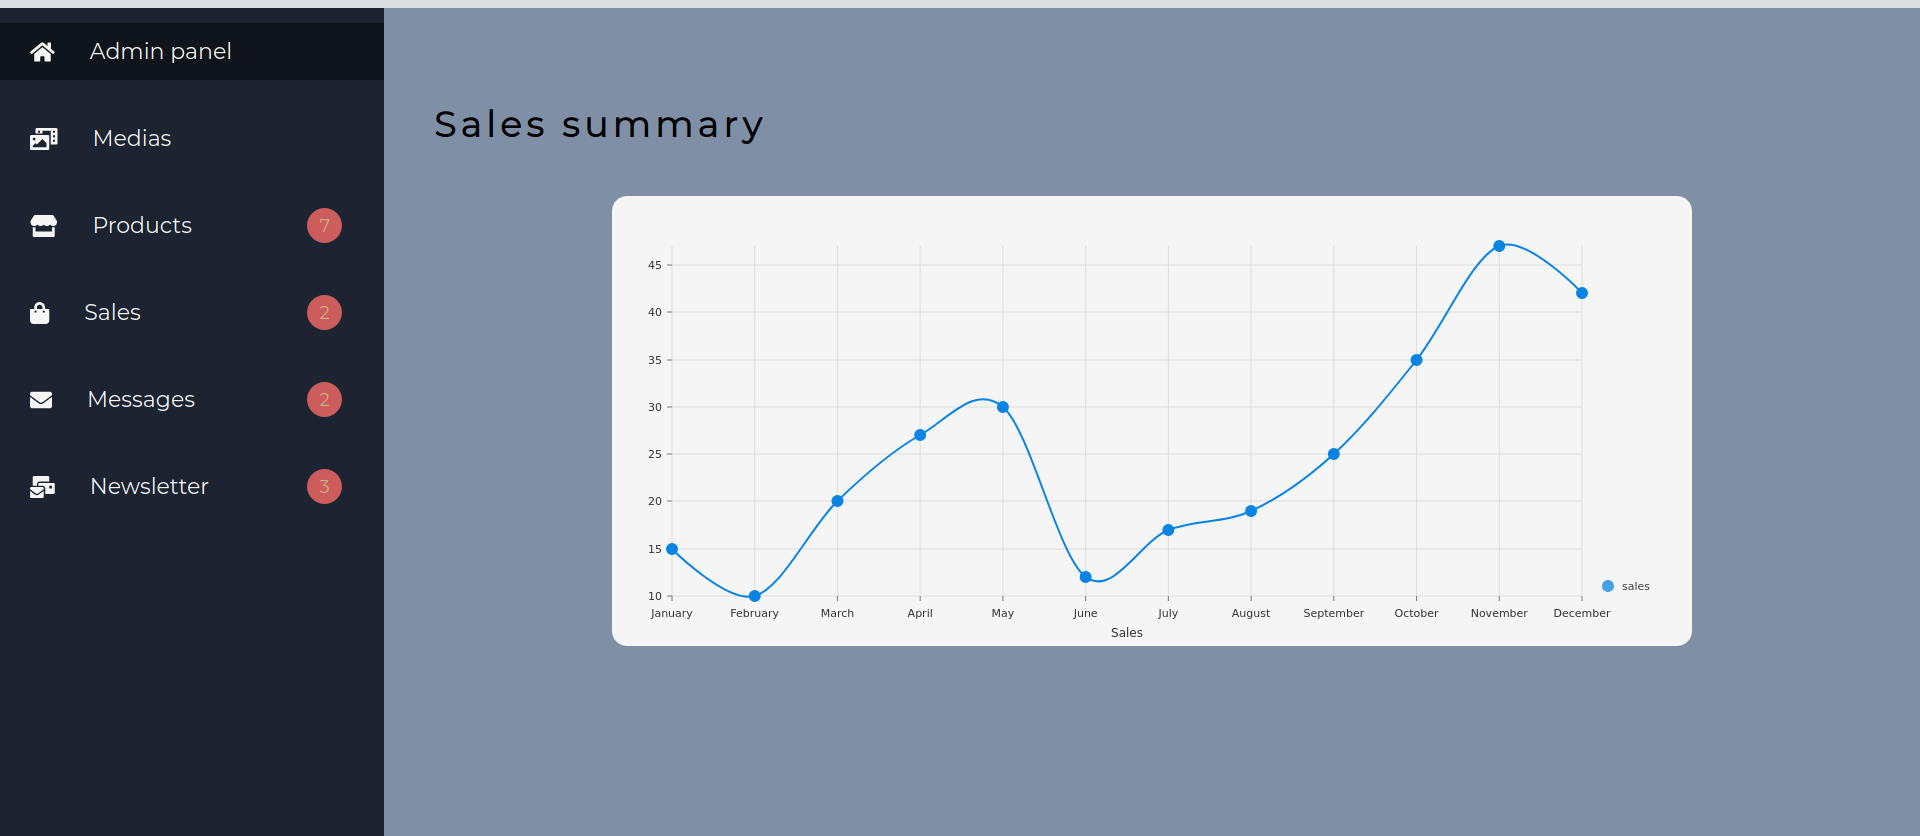 Admin panel
Medias
Products 7
Sales 2
Messages 2
Newsletter 3
Sales summary
45
40
35
30
25
20
15
10
January February March April May June July August September October November December
Sales
sales